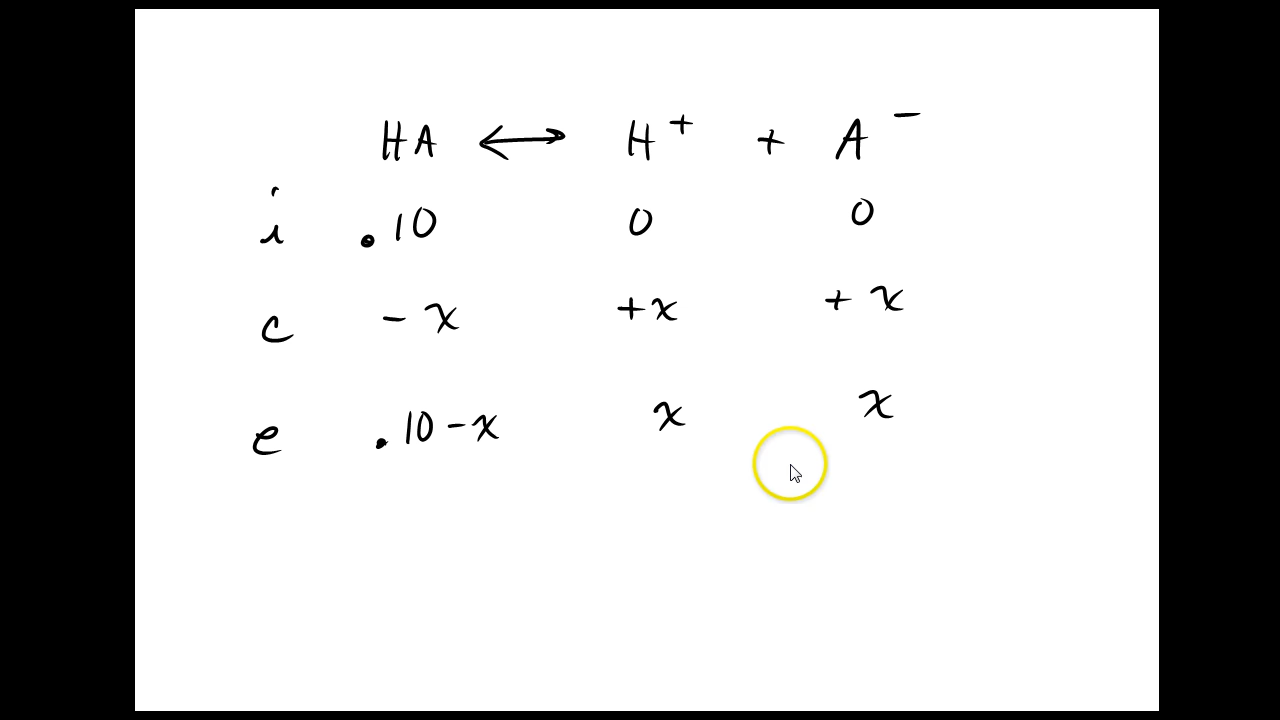 HA ⟷ H⁺ + A⁻
i .10 0 0
c - x +x + x
e .10-x x x